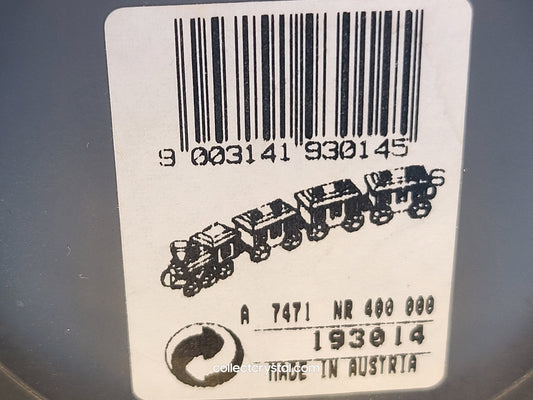 9 003141 930145
S
A 7471 NR 400 000
193014
MADE IN AUSTRIA
collectcrystal.com